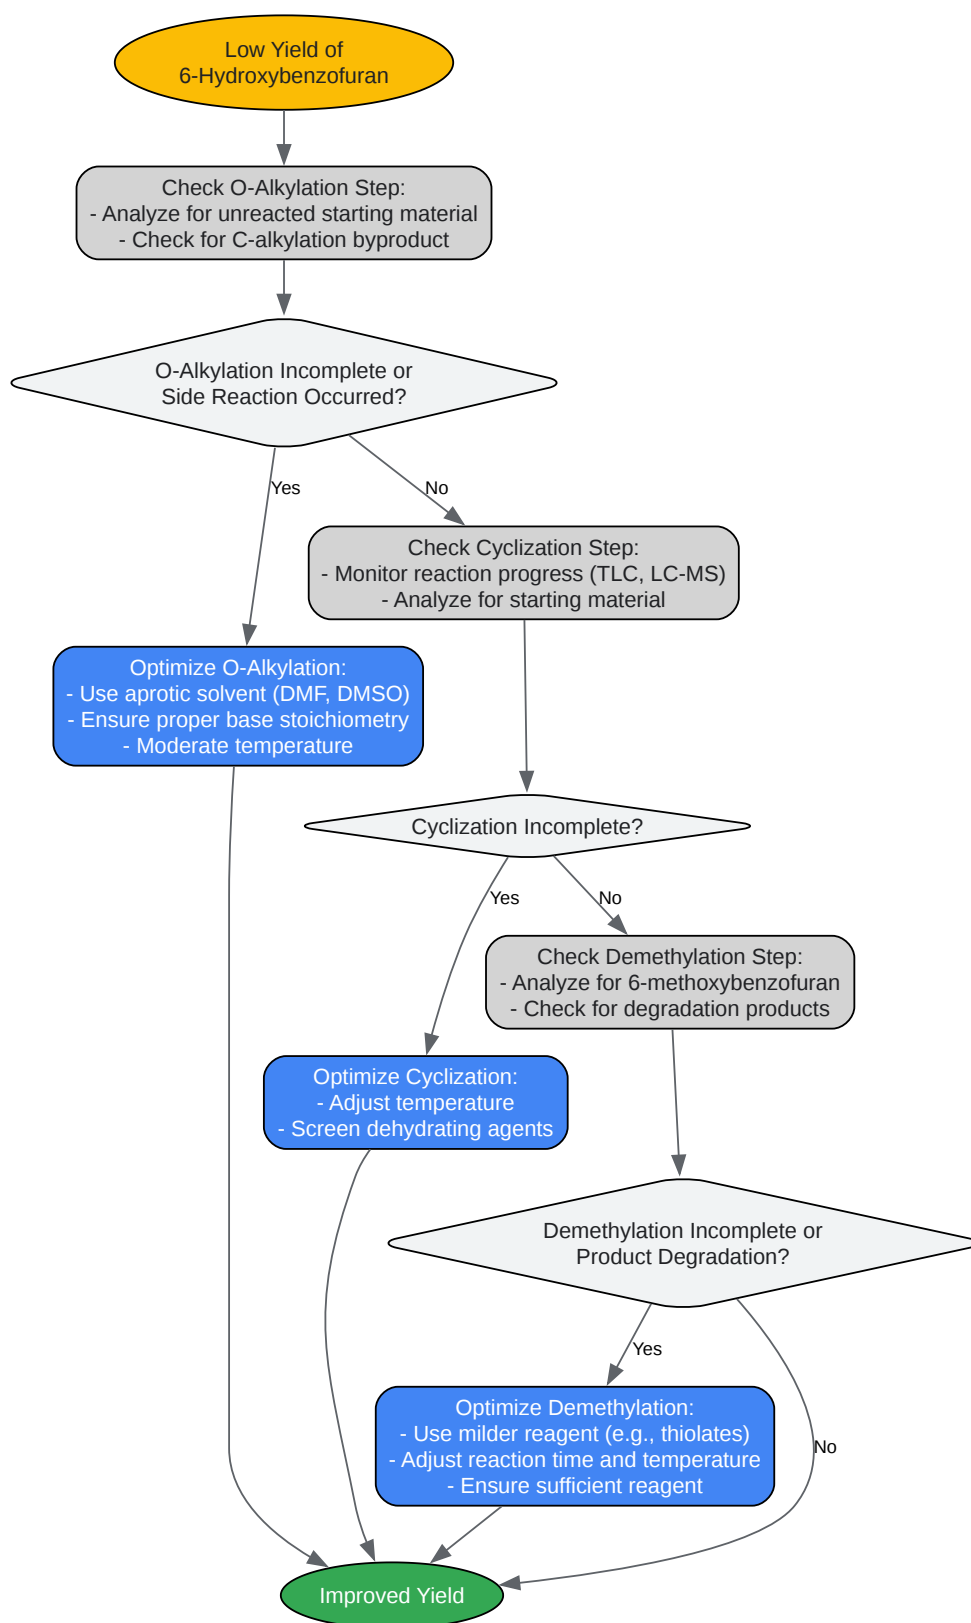 Low Yield of
6-Hydroxybenzofuran
Check O-Alkylation Step:
- Analyze for unreacted starting material
- Check for C-alkylation byproduct
O-Alkylation Incomplete or
Side Reaction Occurred?
Yes
No
Check Cyclization Step:
- Monitor reaction progress (TLC, LC-MS)
- Analyze for starting material
Optimize O-Alkylation:
- Use aprotic solvent (DMF, DMSO)
- Ensure proper base stoichiometry
- Moderate temperature
Cyclization Incomplete?
Yes
No
Check Demethylation Step:
- Analyze for 6-methoxybenzofuran
- Check for degradation products
Optimize Cyclization:
- Adjust temperature
- Screen dehydrating agents
Demethylation Incomplete or
Product Degradation?
Yes
No
Optimize Demethylation:
- Use milder reagent (e.g., thiolates)
- Adjust reaction time and temperature
- Ensure sufficient reagent
Improved Yield